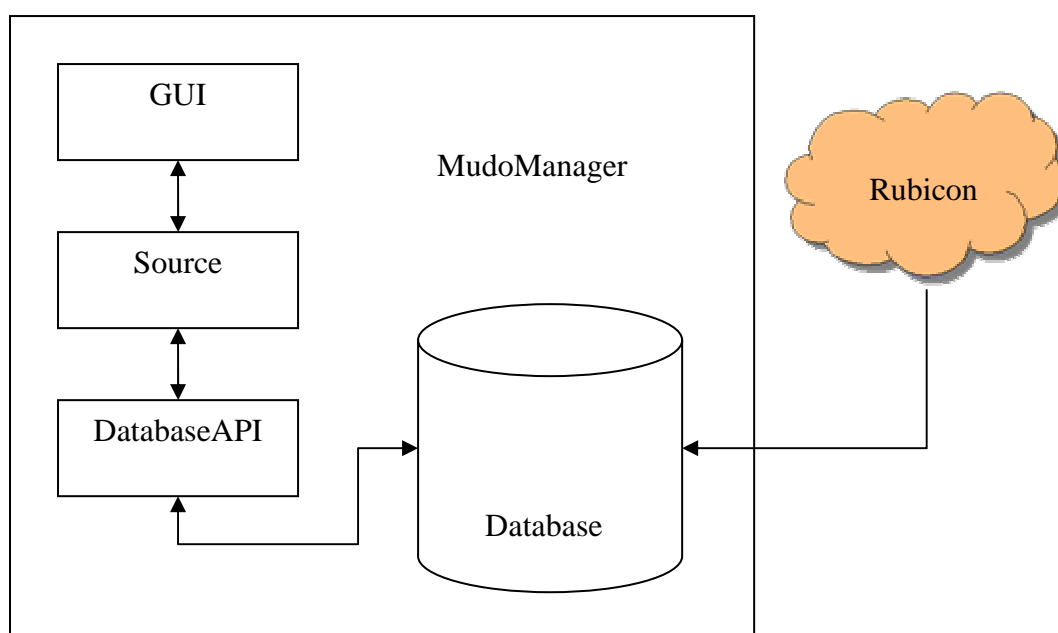 GUI
MudoManager
Rubicon
Source
DatabaseAPI
Database